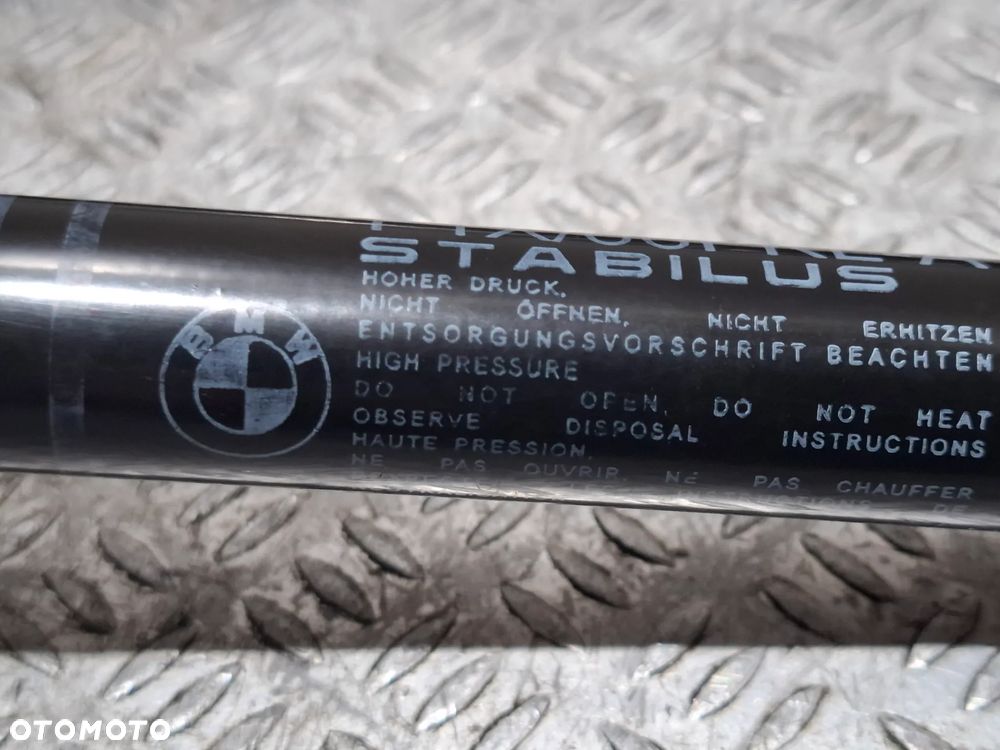 STABILUS
HOHER DRUCK.
NICHT ÖFFNEN. NICHT ERHITZEN
ENTSORGUNGSVORSCHRIFT BEACHTEN
HIGH PRESSURE
DO NOT OPEN. DO NOT HEAT
OBSERVE DISPOSAL INSTRUCTIONS
HAUTE PRESSION.
NE PAS OUVRIR. NE PAS CHAUFFER
DE
BMW
OTOMOTO